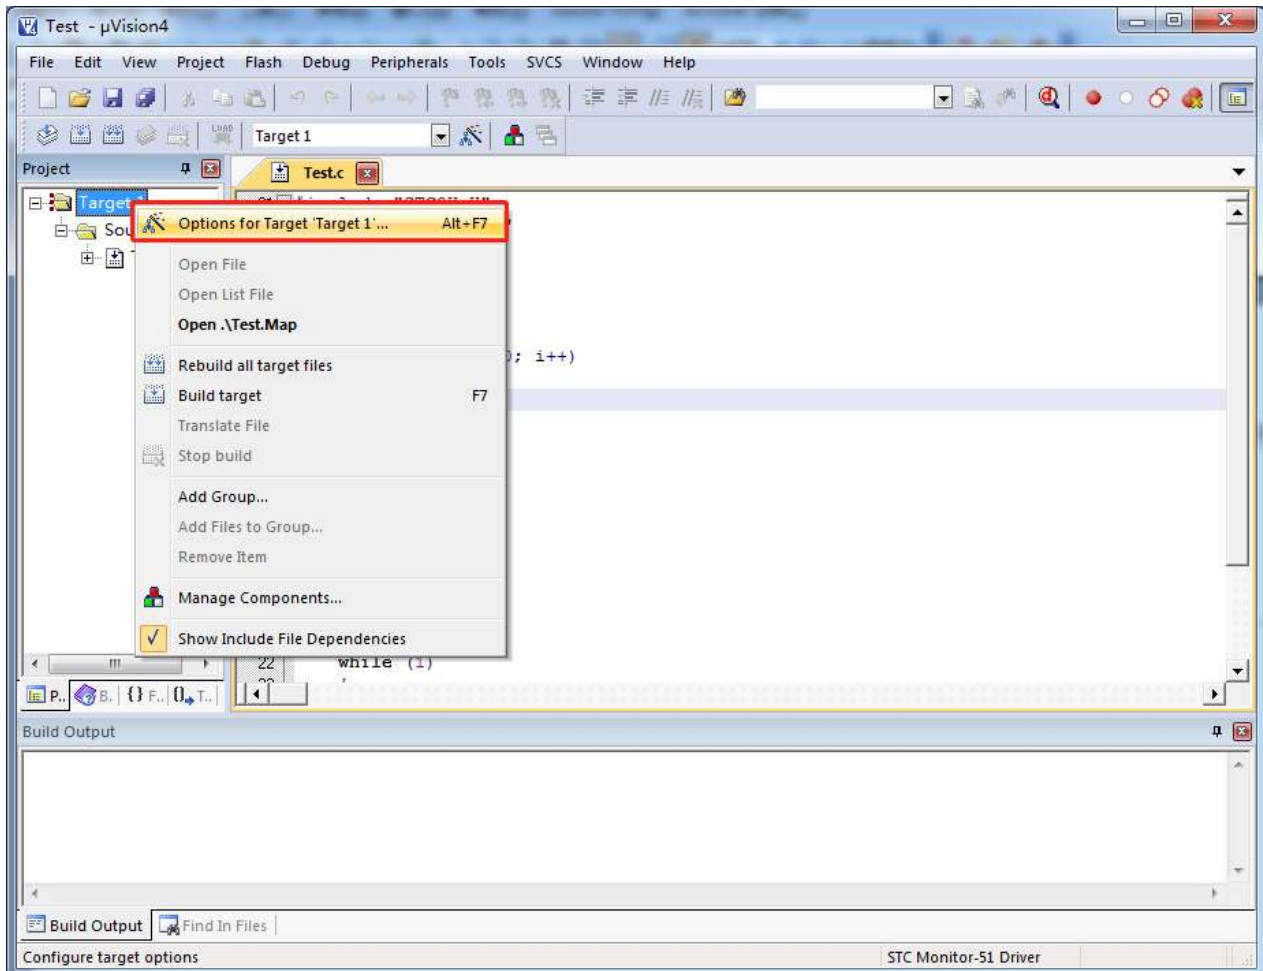 Test - µVision4
File Edit View Project Flash Debug Peripherals Tools SVCS Window Help
LOAD Target 1
Project
Test.c
Target
Sou
Options for Target 'Target 1'... Alt+F7
Open File
Open List File
Open .\Test.Map
; i++)
Rebuild all target files
Build target F7
Translate File
Stop build
Add Group...
Add Files to Group...
Remove Item
Manage Components...
Show Include File Dependencies
22 while (1)
P.. B. {} F.. 0 T..
Build Output
Build Output Find In Files
Configure target options STC Monitor-51 Driver